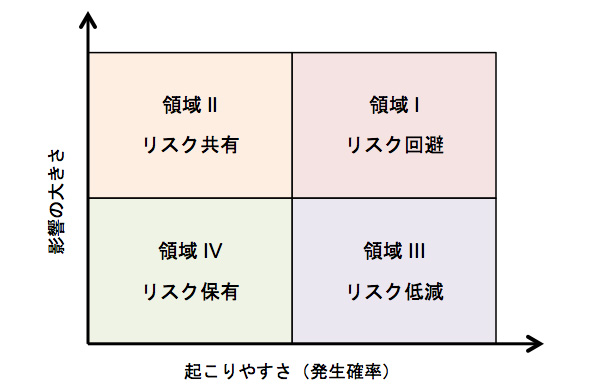 影響の大きさ
領域 II
リスク共有
領域 I
リスク回避
領域 IV
リスク保有
領域 III
リスク低減
起こりやすさ（発生確率）